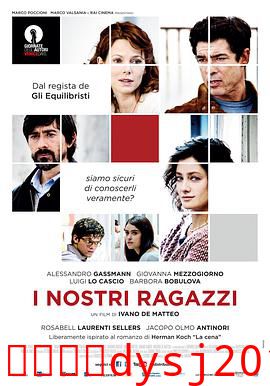 MARCO POCCIONI MARCO VALSANIA RAI CINEMA
GIORNATE
DEGLI AUTORI
Dal regista de
Gli Equilibristi
siamo sicuri
di conoscerli
veramente?
ALESSANDRO GASSMANN GIOVANNA MEZZOGIORNO
LUIGI LO CASCIO BARBORA BOBULOVA
I NOSTRI RAGAZZI
UN FILM DI IVANO DE MATTEO
ROSABELL LAURENTI SELLERS JACOPO OLMO ANTINORI
Liberamente ispirato al romanzo di Herman Koch "La cena"
dysj20